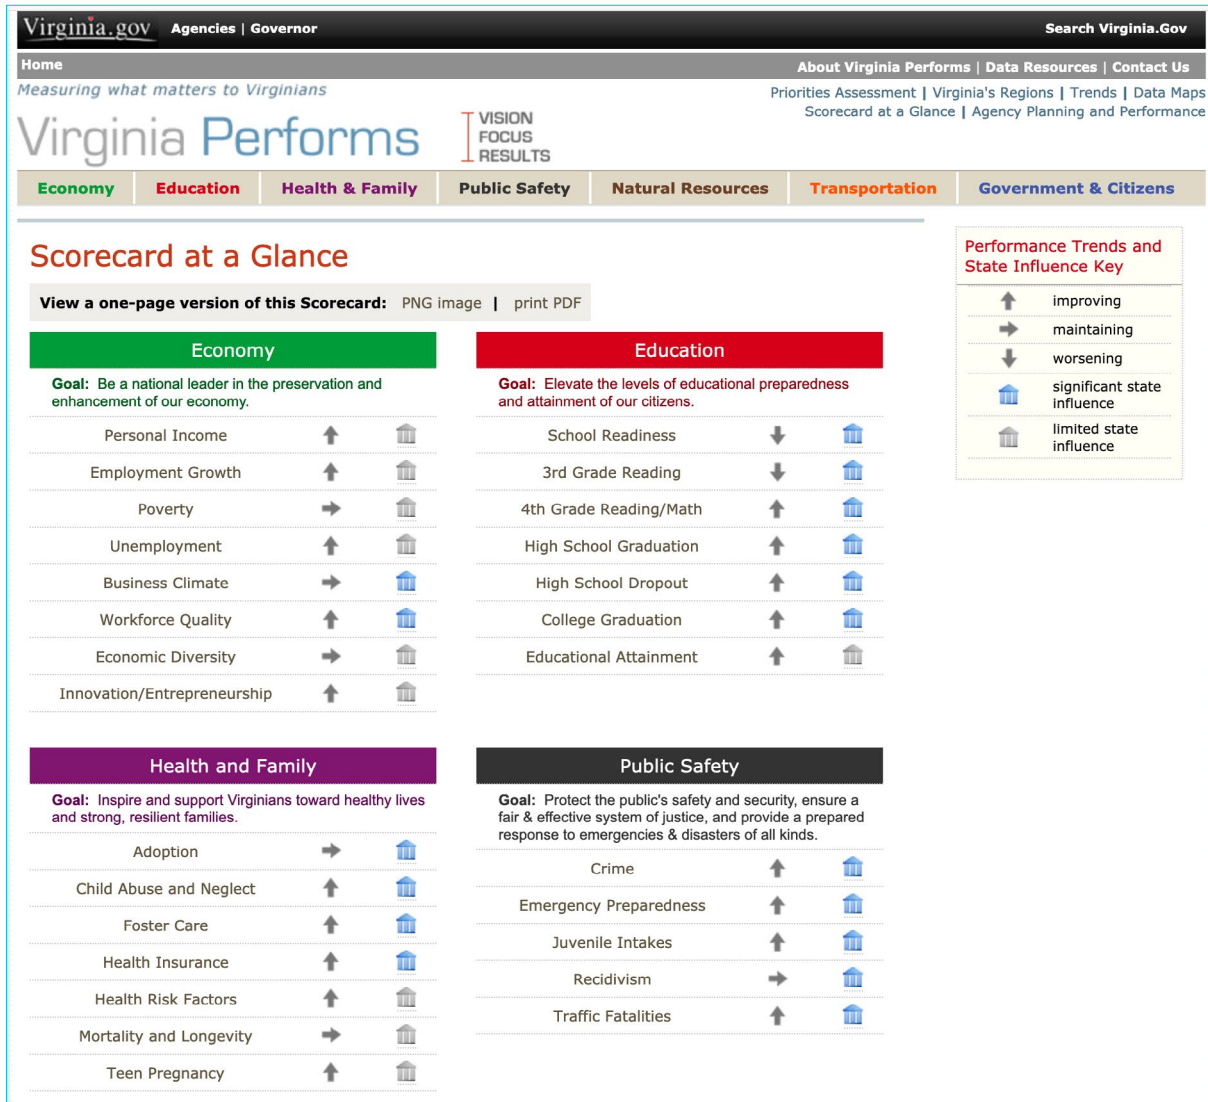 Virginia.gov Agencies | Governor Search Virginia.Gov
Home About Virginia Performs | Data Resources | Contact Us
Measuring what matters to Virginians
Priorities Assessment | Virginia's Regions | Trends | Data Maps
Scorecard at a Glance | Agency Planning and Performance
Virginia Performs
VISION
FOCUS
RESULTS
Economy Education Health & Family Public Safety Natural Resources Transportation Government & Citizens
Scorecard at a Glance
View a one-page version of this Scorecard: PNG image | print PDF
Economy
Goal: Be a national leader in the preservation and
enhancement of our economy.
Personal Income
Employment Growth
Poverty
Unemployment
Business Climate
Workforce Quality
Economic Diversity
Innovation/Entrepreneurship
Education
Goal: Elevate the levels of educational preparedness
and attainment of our citizens.
School Readiness
3rd Grade Reading
4th Grade Reading/Math
High School Graduation
High School Dropout
College Graduation
Educational Attainment
Performance Trends and
State Influence Key
improving
maintaining
worsening
significant state
influence
limited state
influence
Health and Family
Goal: Inspire and support Virginians toward healthy lives
and strong, resilient families.
Adoption
Child Abuse and Neglect
Foster Care
Health Insurance
Health Risk Factors
Mortality and Longevity
Teen Pregnancy
Public Safety
Goal: Protect the public's safety and security, ensure a
fair & effective system of justice, and provide a prepared
response to emergencies & disasters of all kinds.
Crime
Emergency Preparedness
Juvenile Intakes
Recidivism
Traffic Fatalities